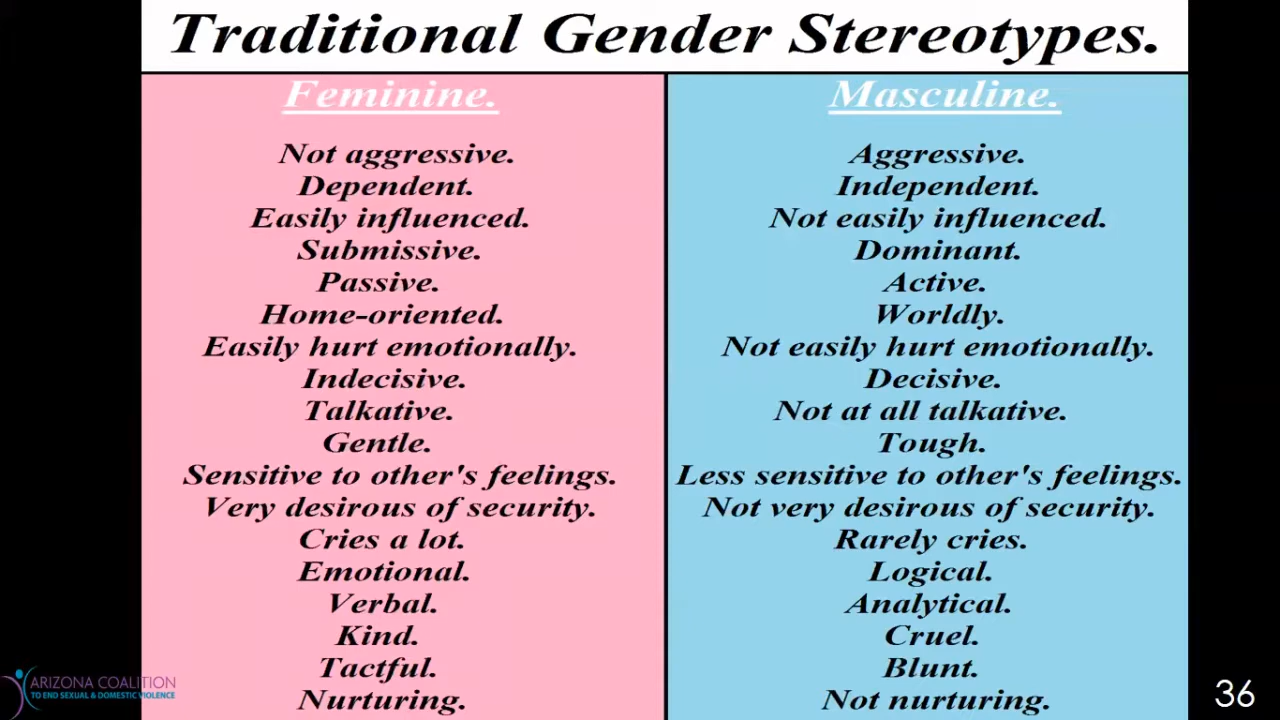 Traditional Gender Stereotypes.
Feminine.
Not aggressive.
Dependent.
Easily influenced.
Submissive.
Passive.
Home-oriented.
Easily hurt emotionally.
Indecisive.
Talkative.
Gentle.
Sensitive to other's feelings.
Very desirous of security.
Cries a lot.
Emotional.
Verbal.
Kind.
Tactful.
Nurturing.
Masculine.
Aggressive.
Independent.
Not easily influenced.
Dominant.
Active.
Worldly.
Not easily hurt emotionally.
Decisive.
Not at all talkative.
Tough.
Less sensitive to other's feelings.
Not very desirous of security.
Rarely cries.
Logical.
Analytical.
Cruel.
Blunt.
Not nurturing.
ARIZONA COALITION
TO END SEXUAL & DOMESTIC VIOLENCE
36